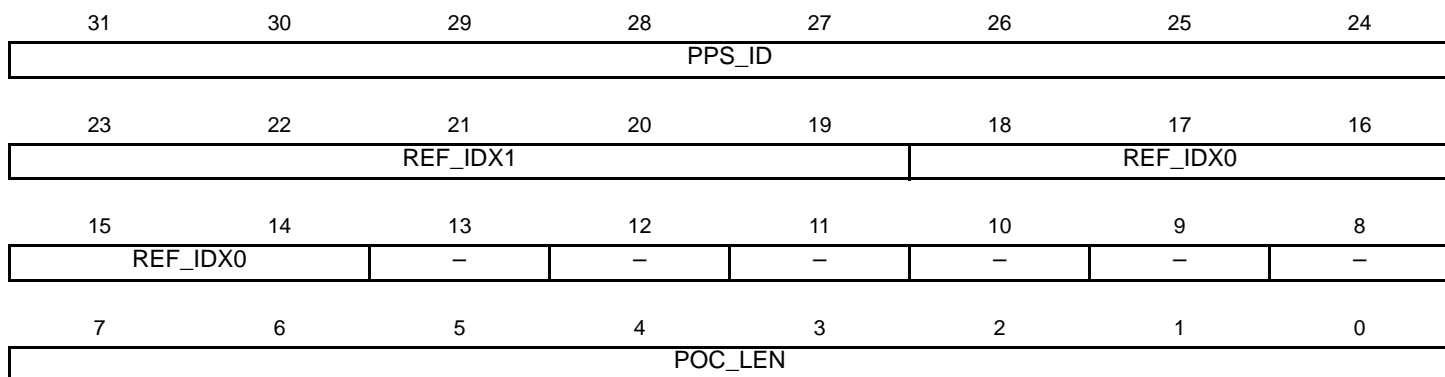 31 30 29 28 27 26 25 24
PPS_ID
23 22 21 20 19 18 17 16
REF_IDX1 REF_IDX0
15 14 13 12 11 10 9 8
REF_IDX0 – – – – – –
7 6 5 4 3 2 1 0
POC_LEN